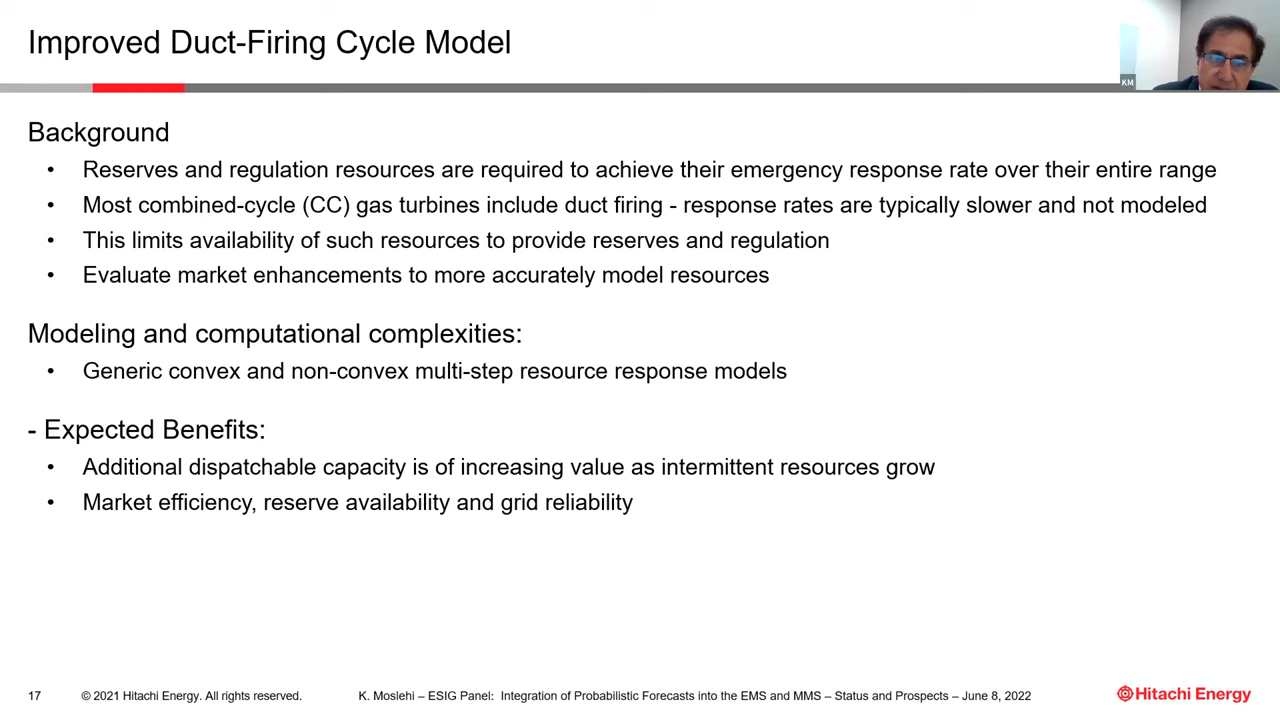 Improved Duct-Firing Cycle Model
KM
Background
• Reserves and regulation resources are required to achieve their emergency response rate over their entire range
• Most combined-cycle (CC) gas turbines include duct firing - response rates are typically slower and not modeled
• This limits availability of such resources to provide reserves and regulation
• Evaluate market enhancements to more accurately model resources
Modeling and computational complexities:
• Generic convex and non-convex multi-step resource response models
- Expected Benefits:
• Additional dispatchable capacity is of increasing value as intermittent resources grow
• Market efficiency, reserve availability and grid reliability
17 © 2021 Hitachi Energy. All rights reserved. K. Moslehi – ESIG Panel: Integration of Probabilistic Forecasts into the EMS and MMS – Status and Prospects – June 8, 2022 Hitachi Energy